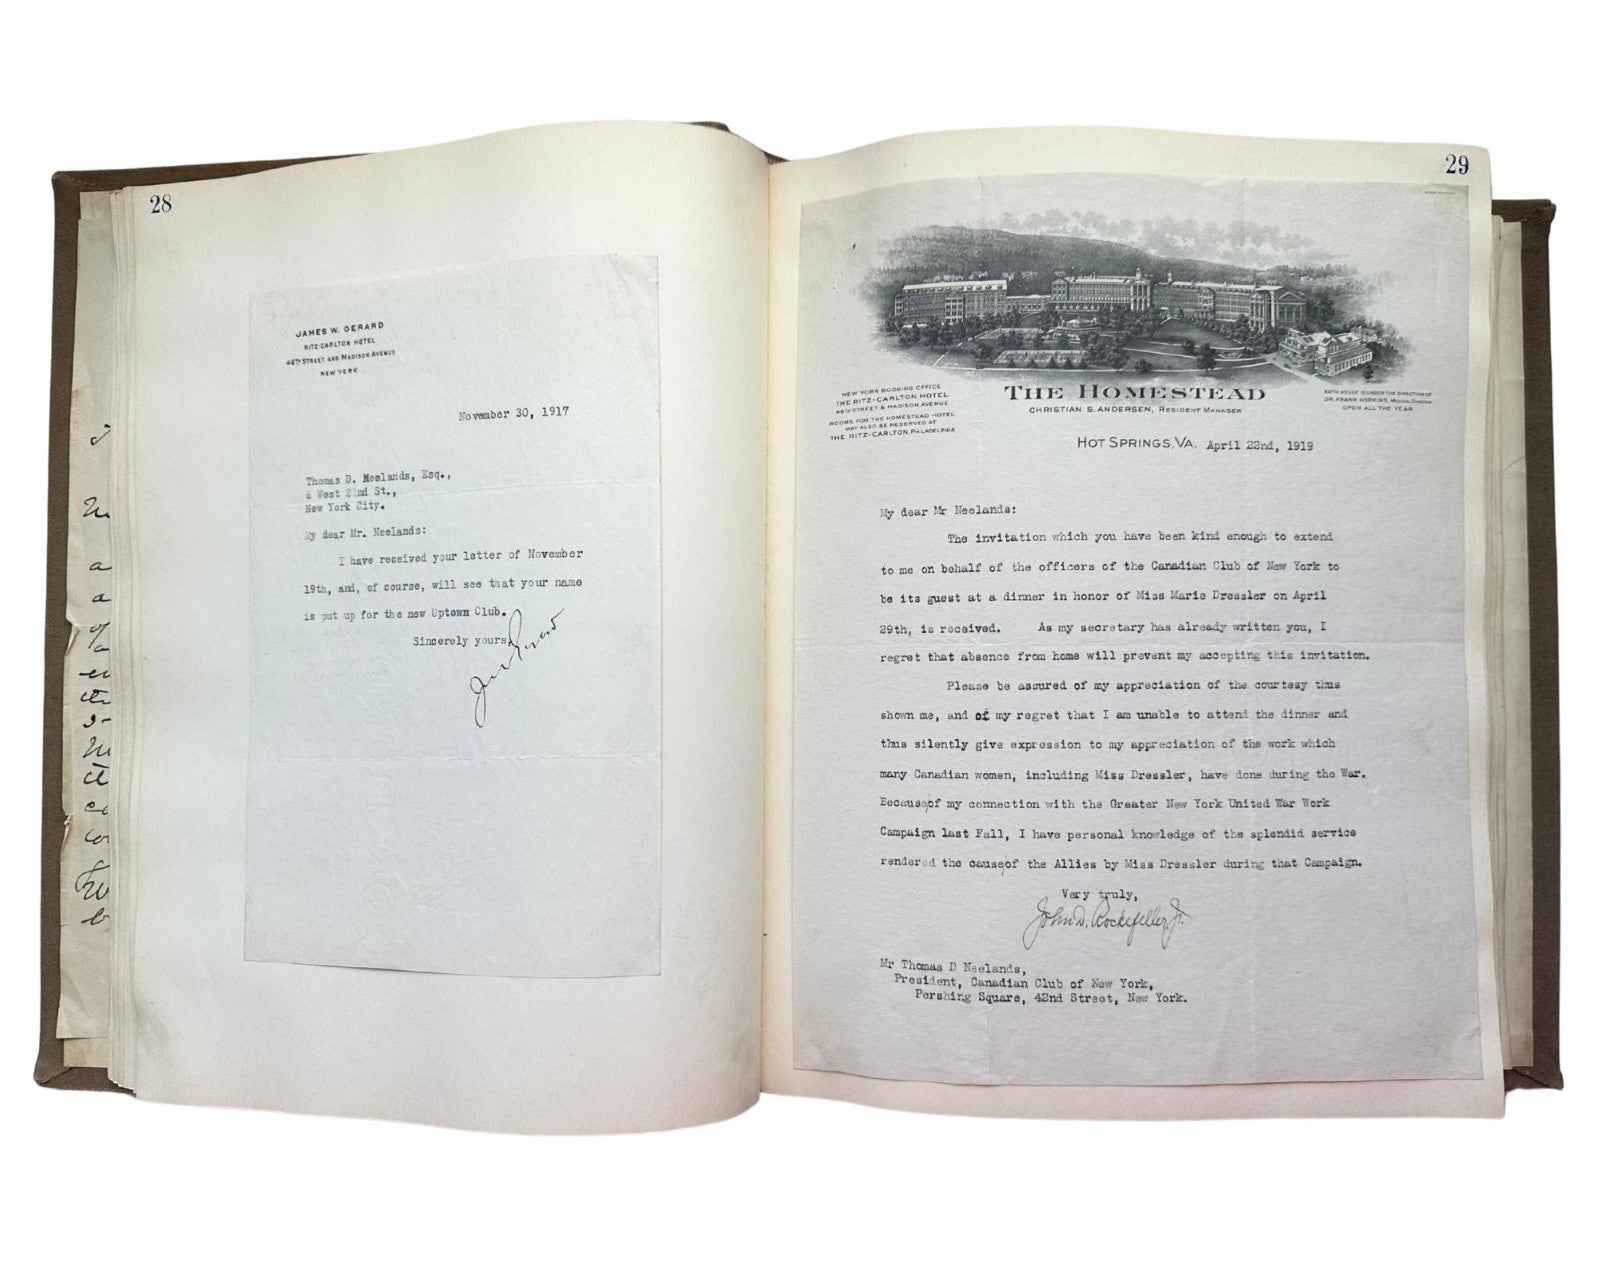 28
JAMES W. GERARD
RITZ-CARLTON HOTEL
46TH STREET AND MADISON AVENUE
NEW YORK
November 30, 1917
Thomas D. Neelands, Esq.,
6 West 22nd St.,
New York City.
My dear Mr. Neelands:
I have received your letter of November
19th, and, of course, will see that your name
is put up for the new Uptown Club.
Sincerely yours,
29
NEW YORK BOOKING OFFICE
THE RITZ-CARLTON HOTEL
46TH STREET & MADISON AVENUE
ROOMS FOR THE HOMESTEAD HOTEL
MAY ALSO BE RESERVED AT
THE RITZ-CARLTON, PHILADELPHIA
THE HOMESTEAD
CHRISTIAN S. ANDERSEN, RESIDENT MANAGER
BATH HOUSE IS UNDER THE DIRECTION OF
DR. FRANK HOPKINS, MEDICAL DIRECTOR
OPEN ALL THE YEAR
HOT SPRINGS, VA. April 22nd, 1919
My dear Mr Neelands:
The invitation which you have been kind enough to extend
to me on behalf of the officers of the Canadian Club of New York to
be its guest at a dinner in honor of Miss Marie Dressler on April
29th, is received. As my secretary has already written you, I
regret that absence from home will prevent my accepting this invitation.
Please be assured of my appreciation of the courtesy thus
shown me, and of my regret that I am unable to attend the dinner and
thus silently give expression to my appreciation of the work which
many Canadian women, including Miss Dressler, have done during the War.
Because of my connection with the Greater New York United War Work
Campaign last Fall, I have personal knowledge of the splendid service
rendered the cause of the Allies by Miss Dressler during that Campaign.
Very truly,
John D. Rockefeller, Jr.
Mr Thomas D Neelands,
President, Canadian Club of New York,
Pershing Square, 42nd Street, New York.